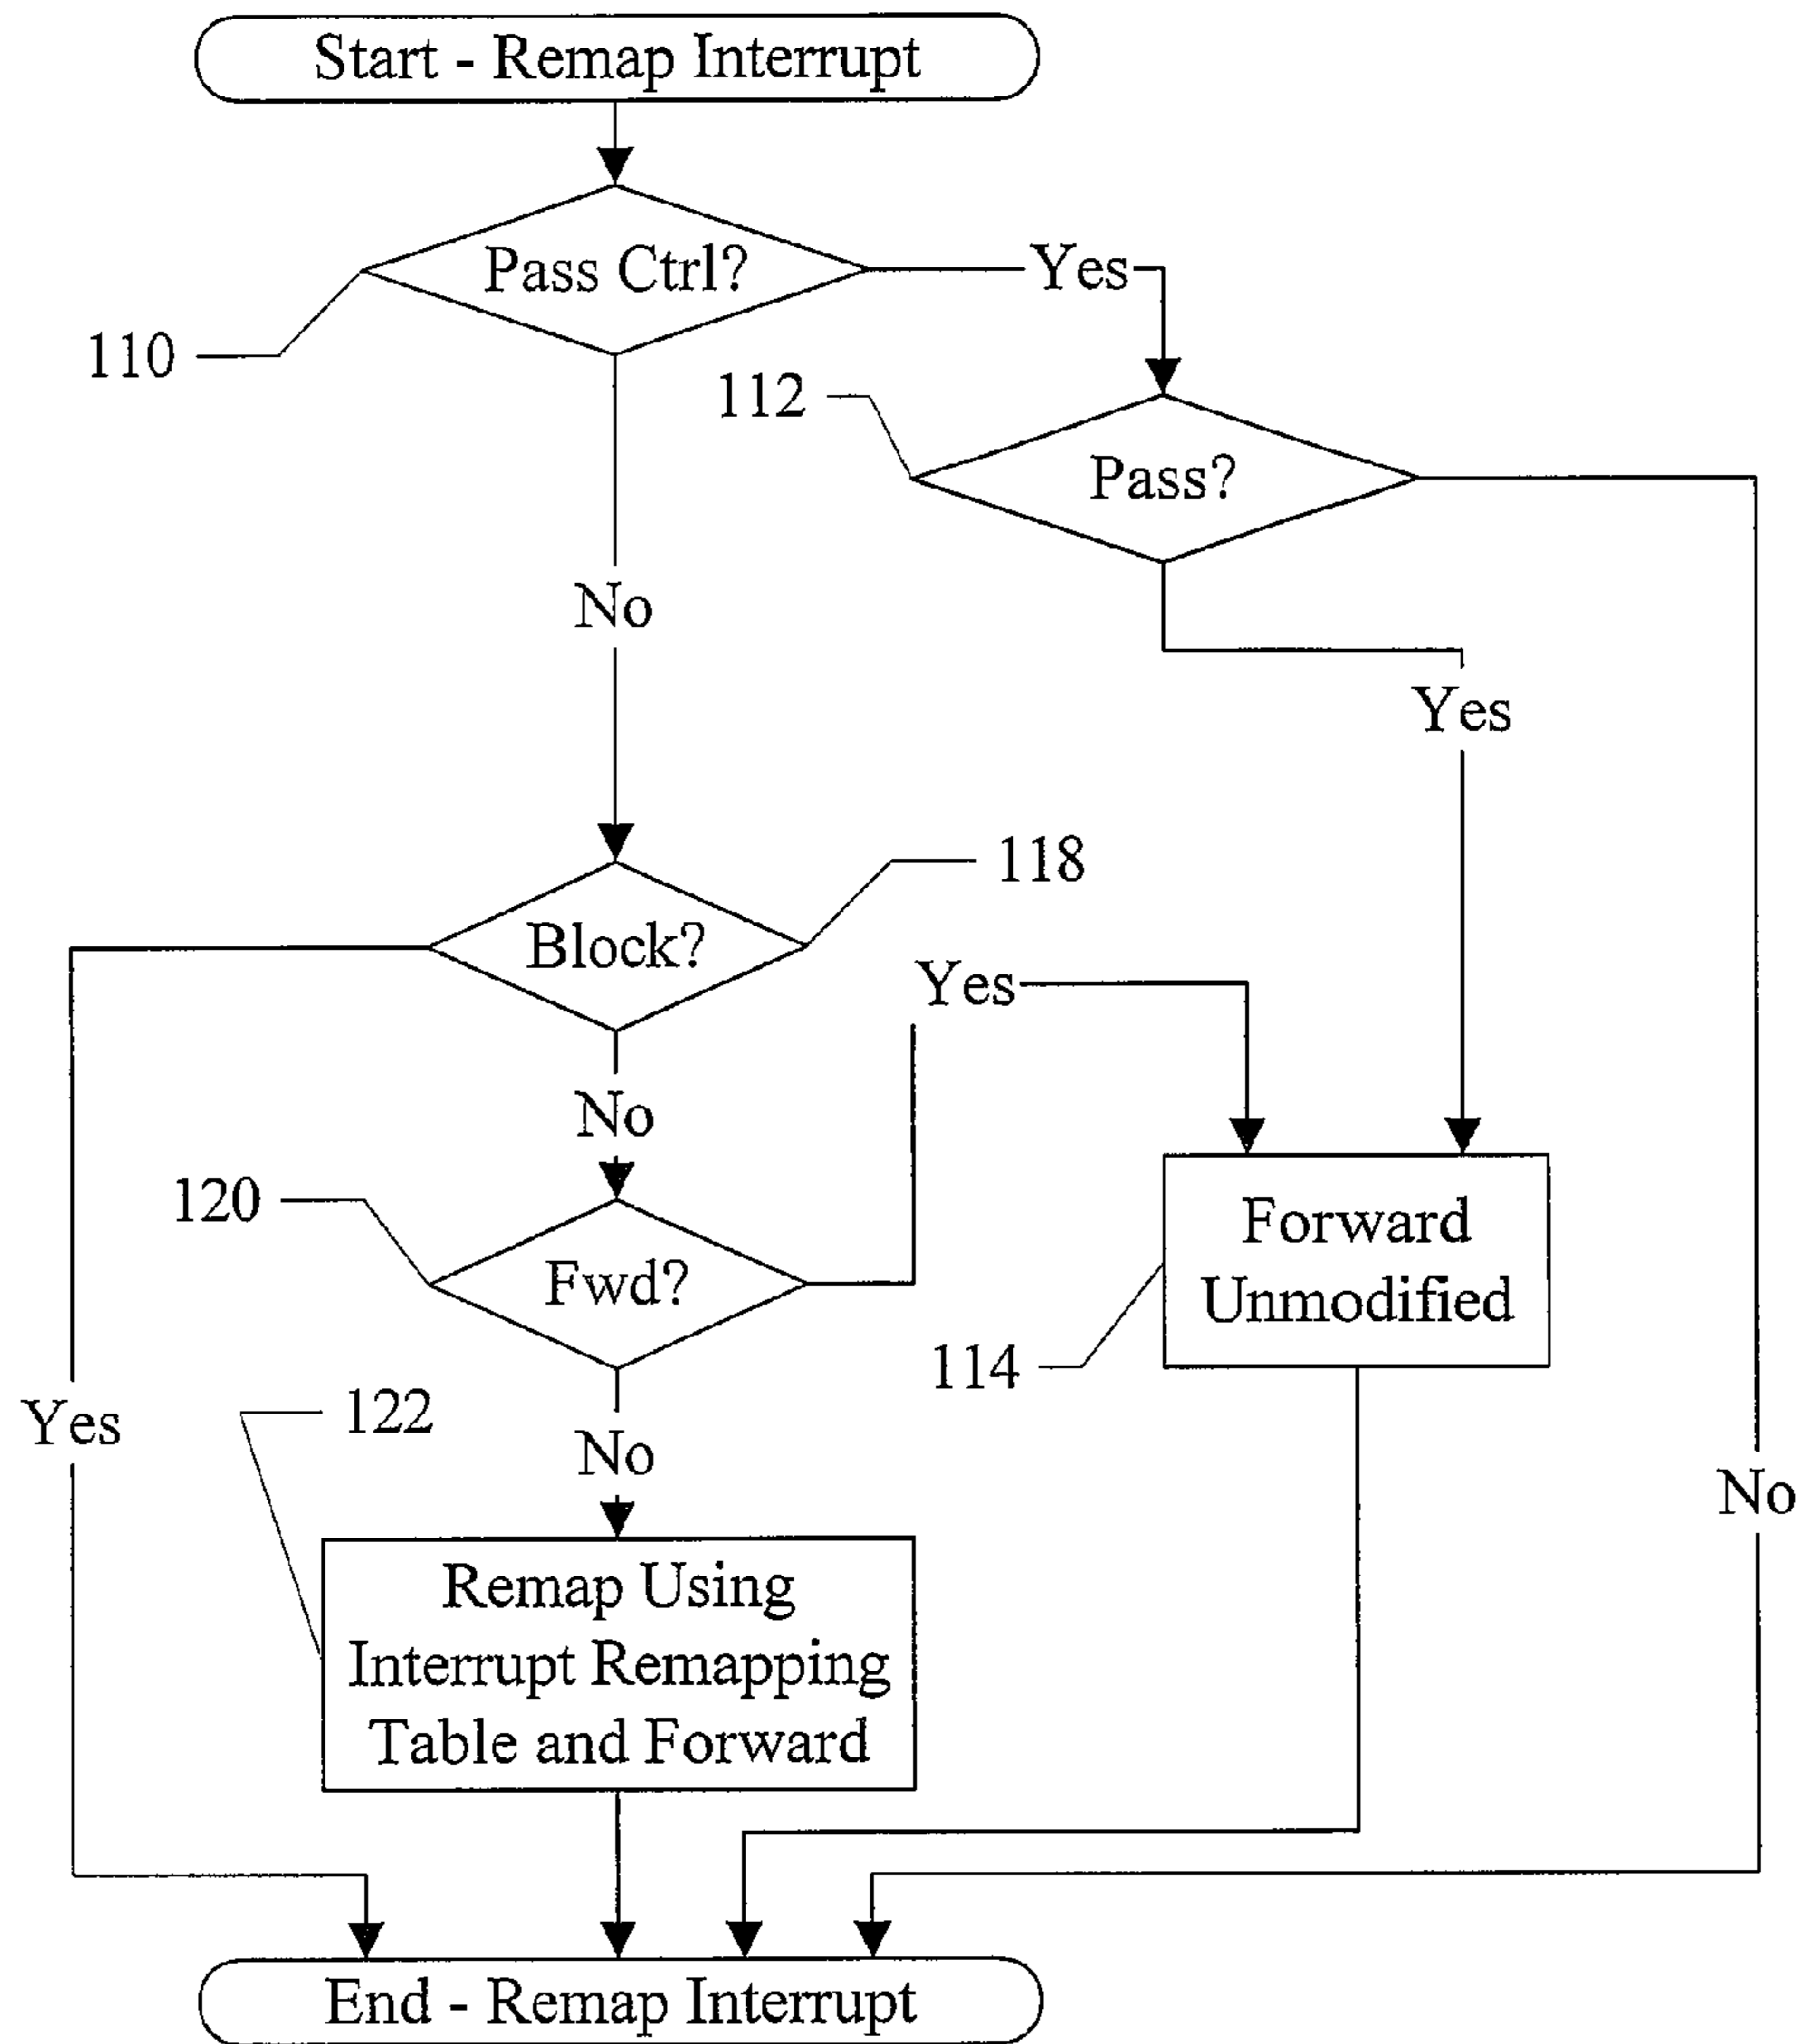 Start - Remap Interrupt
Pass Ctrl?
Yes
110
112
Pass?
No
Yes
118
Block?
Yes
No
120
Fwd?
Forward
Unmodified
114
122
Yes
No
No
Remap Using
Interrupt Remapping
Table and Forward
End - Remap Interrupt